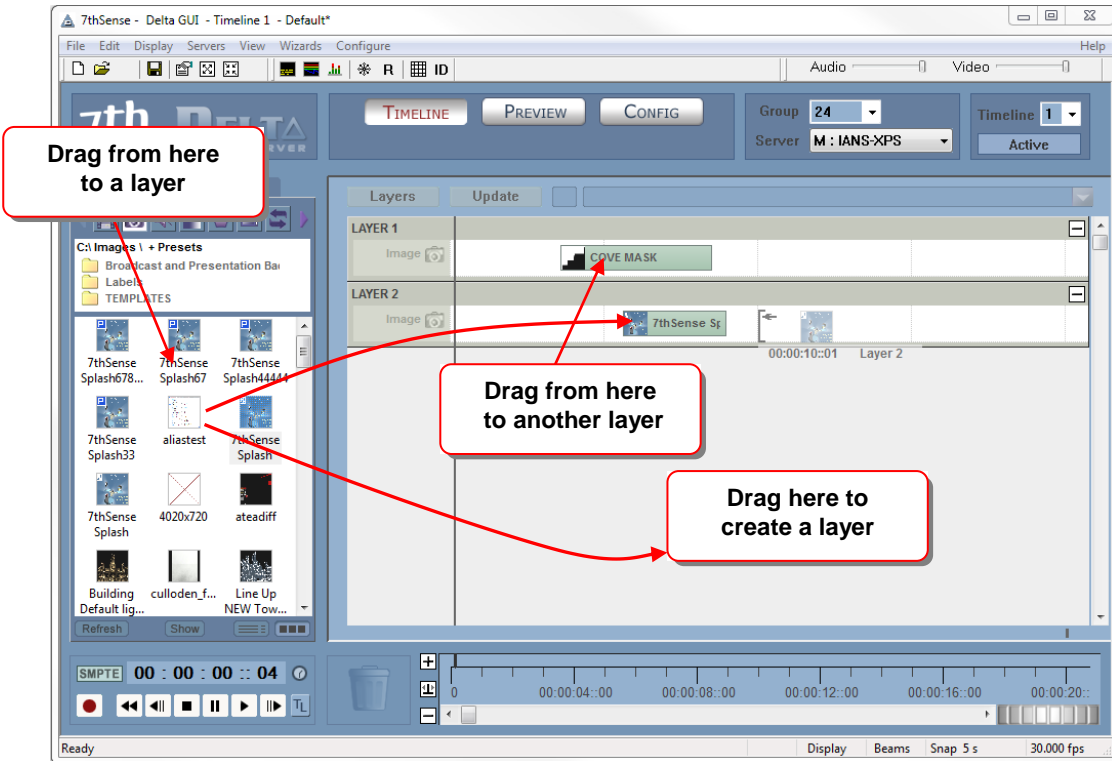 7thSense - Delta GUI - Timeline 1 - Default*
File Edit Display Servers View Wizards Configure Help
R ID Audio Video
7th DELTA
TIMELINE PREVIEW CONFIG
Group 24
Server M : IANS-XPS
Timeline 1
Active
Drag from here
to a layer
Layers Update
C:\ Images \ + Presets
Broadcast and Presentation
Labels
TEMPLATES
LAYER 1
Image
COVE MASK
LAYER 2
Image
7thSense
00:00:10::01 Layer 2
7thSense
Splash678...
7thSense
Splash67
7thSense
Splash44444
7thSense
Splash33
aliastest
7thSense
Splash
7thSense
Splash
4020x720
ateadiff
Building
Default lig...
culloden_f...
Line Up
NEW Tow...
Drag from here
to another layer
Drag here to
create a layer
Refresh Show
SMPTE 00 : 00 : 00 :: 04
TL
0 00:00:04::00 00:00:08::00 00:00:12::00 00:00:16::00 00:00:20::
Ready Display Beams Snap 5 s 30.000 fps